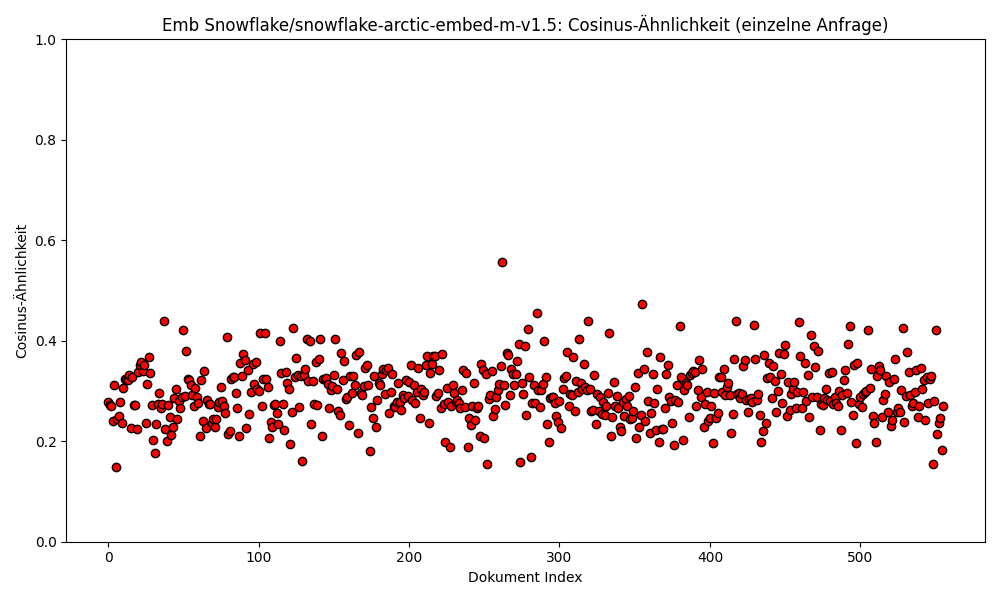 Emb Snowflake/snowflake-arctic-embed-m-v1.5: Cosinus-Ähnlichkeit (einzelne Anfrage)
1.0
0.8
0.6
0.4
0.2
0.0
Cosinus-Ähnlichkeit
0 100 200 300 400 500
Dokument Index